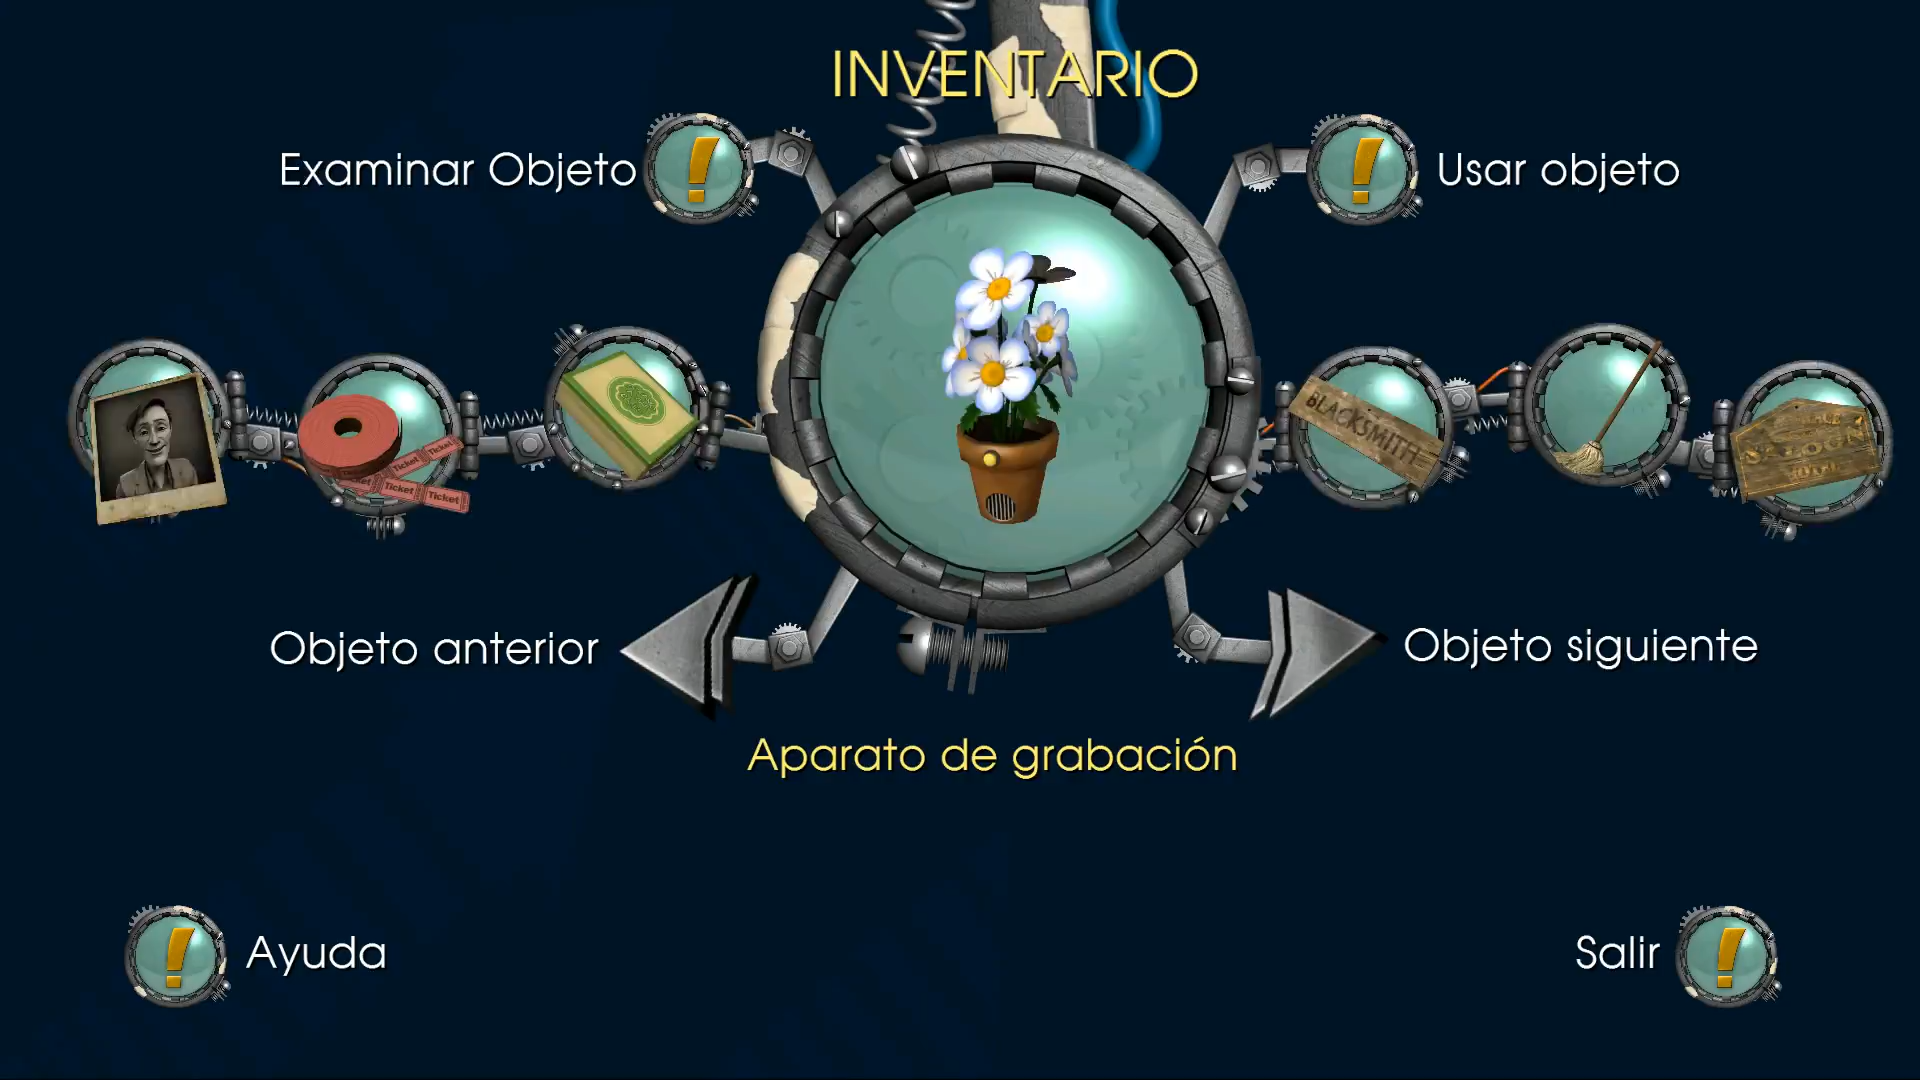 INVENTARIO
Examinar Objeto
Usar objeto
Ticket
Ticket
Ticket
Ticket
BLACKSMITH
SALOON
Objeto anterior
Objeto siguiente
Aparato de grabación
Ayuda
Salir